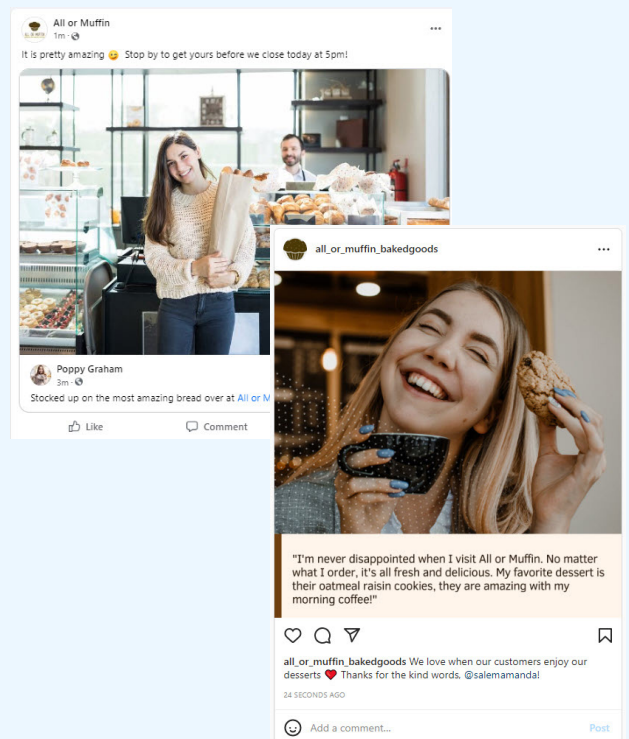 All or Muffin
1m
It is pretty amazing 😉 Stop by to get yours before we close today at 5pm!
Poppy Graham
3m
Stocked up on the most amazing bread over at All or M
Like
Comment
all_or_muffin_bakedgoods
"I'm never disappointed when I visit All or Muffin. No matter
what I order, it's all fresh and delicious. My favorite dessert is
their oatmeal raisin cookies, they are amazing with my
morning coffee!"
all_or_muffin_bakedgoods We love when our customers enjoy our
desserts ❤️ Thanks for the kind words, @salemamanda!
24 SECONDS AGO
Add a comment...
Post